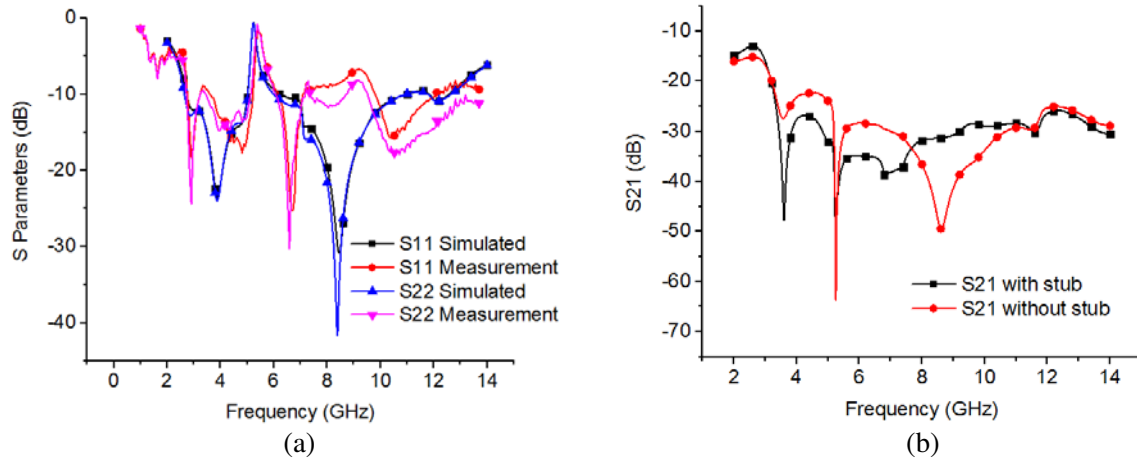 0
-10
-20
-30
-40
S Parameters (dB)
S11 Simulated
S11 Measurement
S22 Simulated
S22 Measurement
0 2 4 6 8 10 12 14
Frequency (GHz)
(a)
-10
-20
-30
-40
-50
-60
-70
S21 (dB)
S21 with stub
S21 without stub
2 4 6 8 10 12 14
Frequency (GHz)
(b)